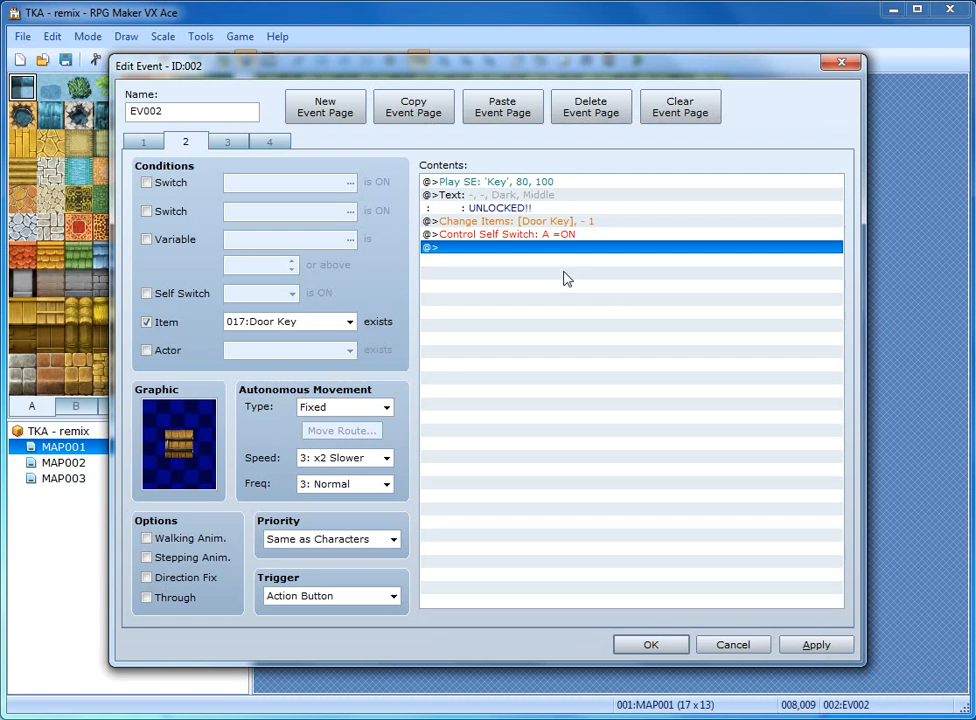 TKA - remix - RPG Maker VX Ace
File Edit Mode Draw Scale Tools Game Help
Edit Event - ID:002
Name:
EV002
New Event Page
Copy Event Page
Paste Event Page
Delete Event Page
Clear Event Page
1 2 3 4
Conditions
Switch ... is ON
Switch ... is ON
Variable ... is
or above
Self Switch is ON
Item 017:Door Key exists
Actor exists
Graphic
Autonomous Movement
Type: Fixed
Move Route...
Speed: 3: x2 Slower
Freq: 3: Normal
Options
Walking Anim.
Stepping Anim.
Direction Fix
Through
Priority
Same as Characters
Trigger
Action Button
Contents:
@>Play SE: 'Key', 80, 100
@>Text: -, -, Dark, Middle
: : UNLOCKED!!
@>Change Items: [Door Key], - 1
@>Control Self Switch: A =ON
@>
OK Cancel Apply
A B
TKA - remix
MAP001
MAP002
MAP003
001:MAP001 (17 x 13) 008,009 002:EV002